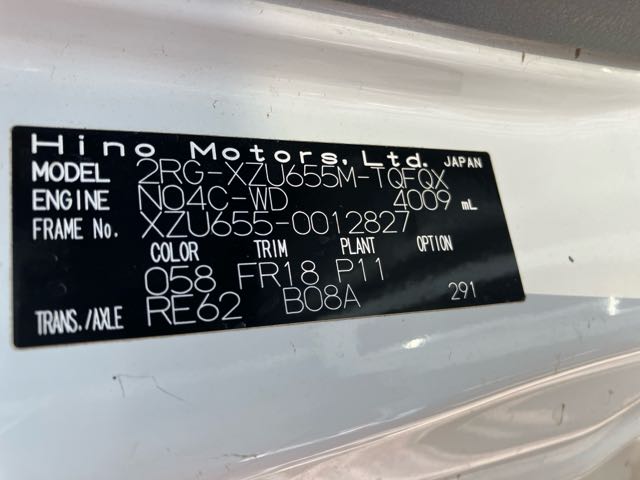 Hino Motors, Ltd. JAPAN
MODEL 2RG-XZU655M-TQFQX
ENGINE N04C-WD 4009 mL
FRAME No. XZU655-0012827
COLOR TRIM PLANT OPTION
058 FR18 P11
TRANS./AXLE RE62 B08A 291